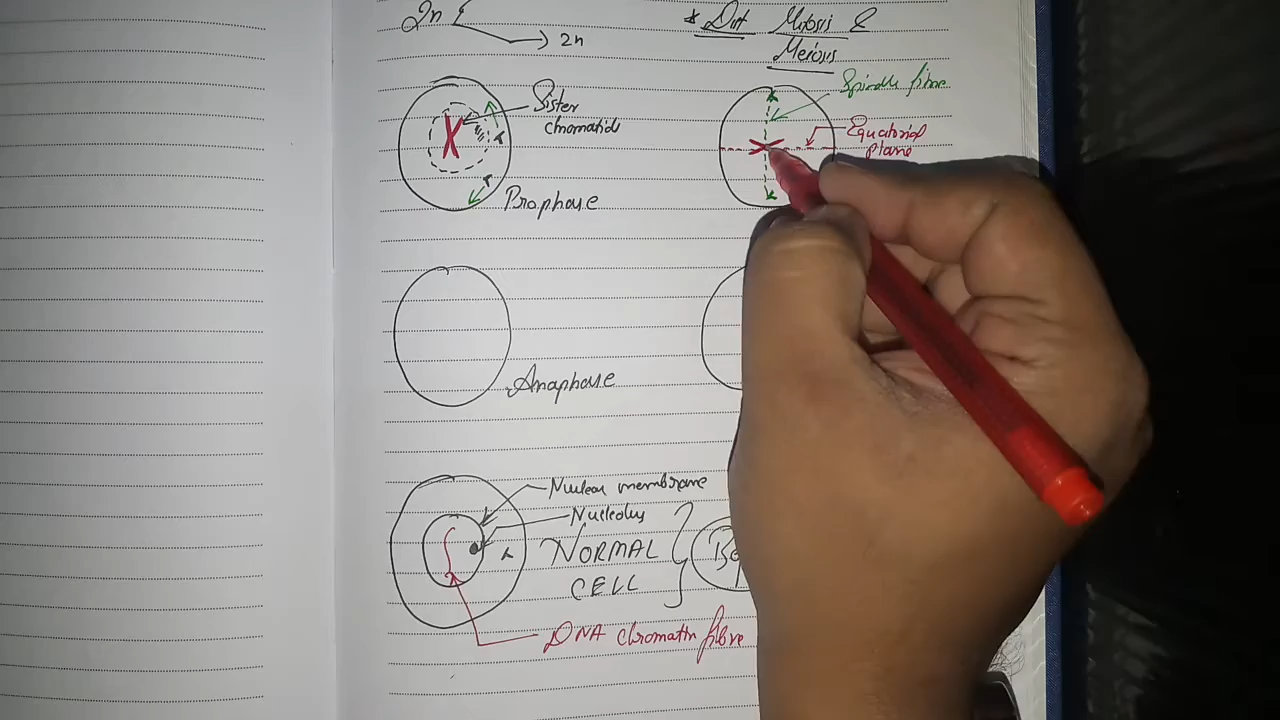 2n
→ 2n
* Diff Mitosis &
Meiosis
Sister
chromatid
Spindle fibre
Equatorial
plane
Prophase
Anaphase
Nuclear membrane
Nucleolus
NORMAL
CELL
DNA chromatin fibre